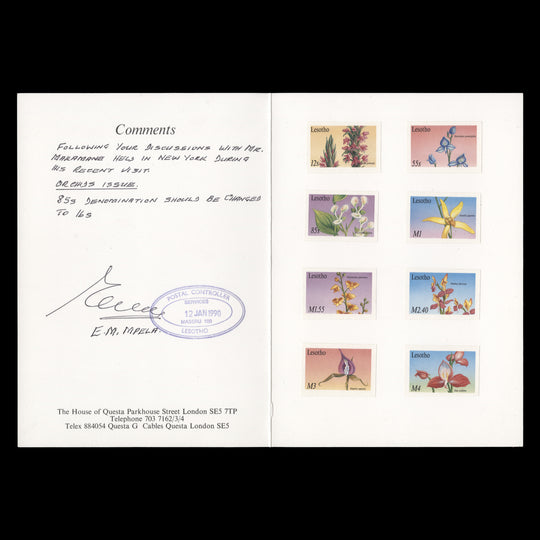 Comments
FOLLOWING YOUR DISCUSSIONS WITH MR.
MARAMANE HELD IN NEW YORK DURING
HIS RECENT VISIT
ORCHIDS ISSUE.
85s DENOMINATION SHOULD BE CHANGED
TO 16s
E.M. MPELA
POSTAL CONTROLLER
SERVICES
12 JAN 1990
MASERU 100
LESOTHO
The House of Questa Parkhouse Street London SE5 7TP
Telephone 703 7162/3/4
Telex 884054 Questa G Cables Questa London SE5
Lesotho
12s
Lesotho
55s
Lesotho
85s
Lesotho
M1
Lesotho
M1.55
Lesotho
M2.40
Lesotho
M3
Lesotho
M4